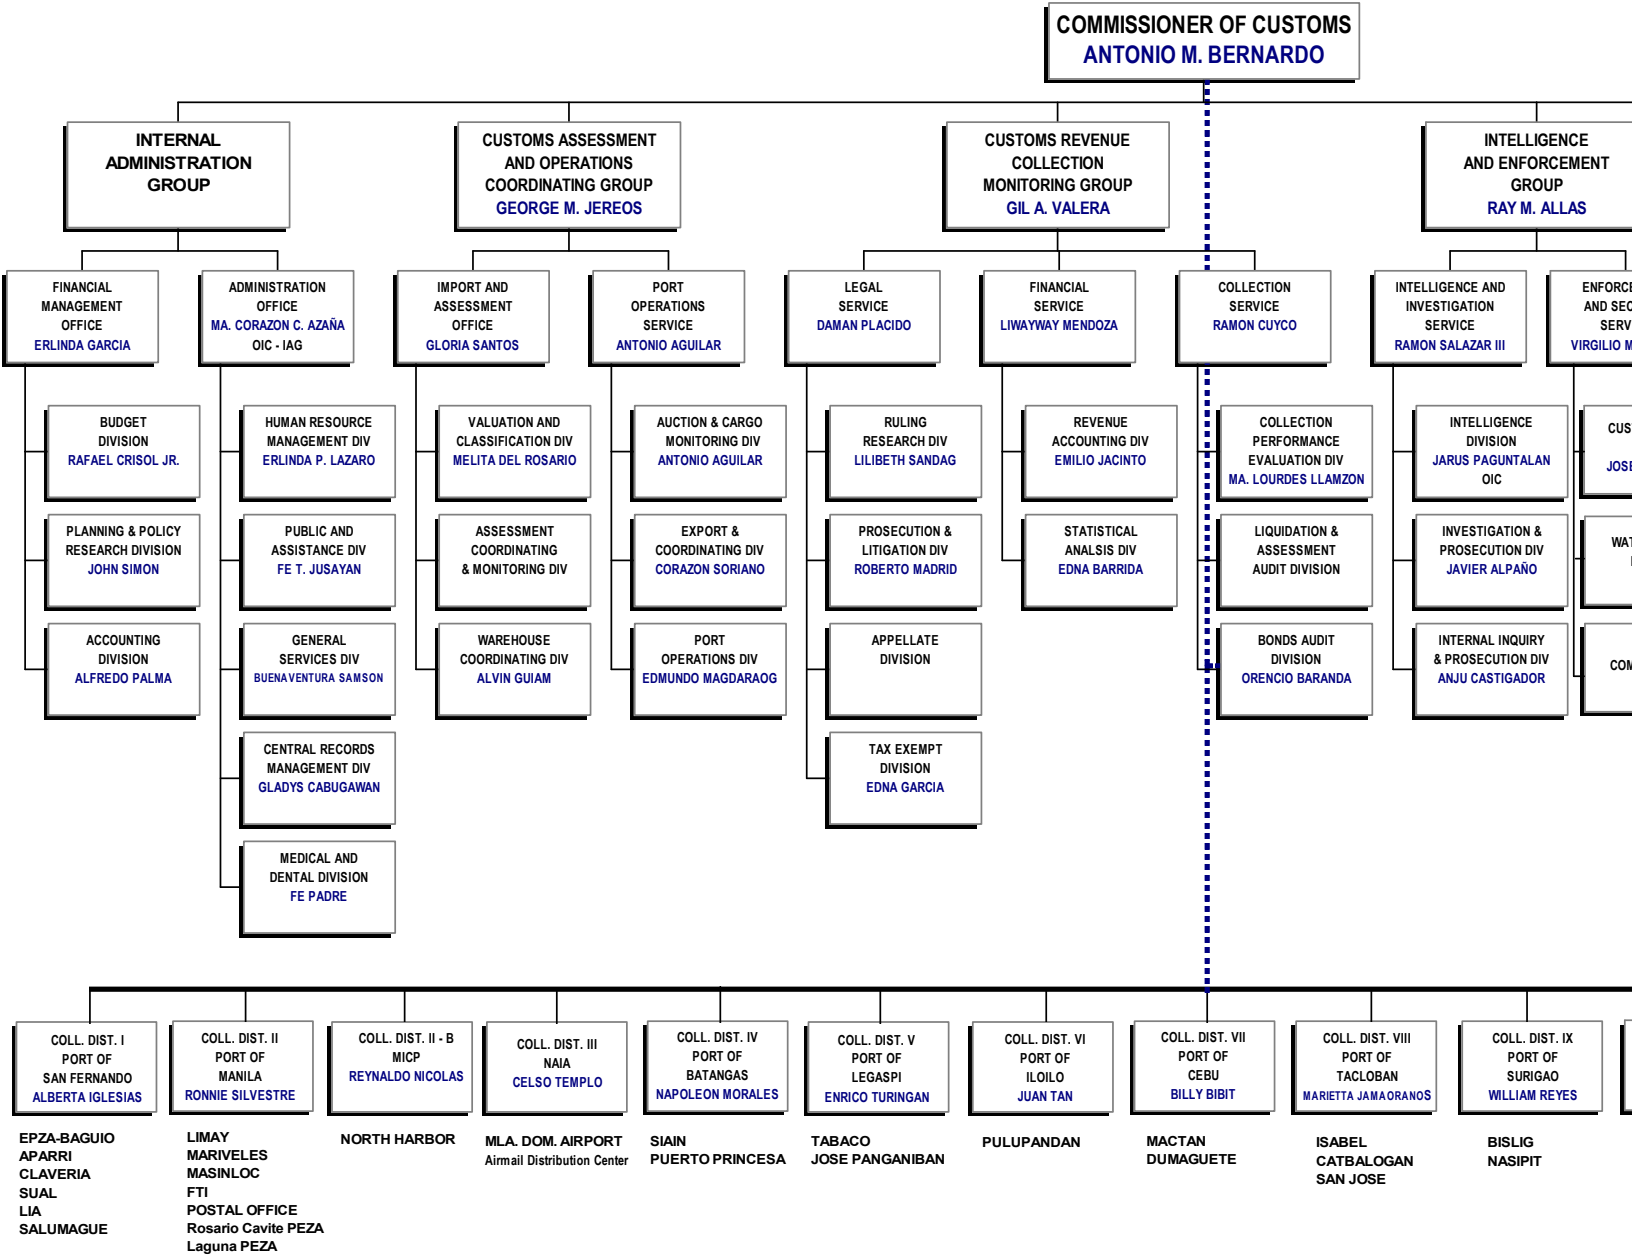 COMMISSIONER OF CUSTOMS
ANTONIO M. BERNARDO
INTERNAL
ADMINISTRATION
GROUP
CUSTOMS ASSESSMENT
AND OPERATIONS
COORDINATING GROUP
GEORGE M. JEREOS
CUSTOMS REVENUE
COLLECTION
MONITORING GROUP
GIL A. VALERA
INTELLIGENCE
AND ENFORCEMENT
GROUP
RAY M. ALLAS
FINANCIAL
MANAGEMENT
OFFICE
ERLINDA GARCIA
ADMINISTRATION
OFFICE
MA. CORAZON C. AZAÑA
OIC - IAG
IMPORT AND
ASSESSMENT
OFFICE
GLORIA SANTOS
PORT
OPERATIONS
SERVICE
ANTONIO AGUILAR
LEGAL
SERVICE
DAMAN PLACIDO
FINANCIAL
SERVICE
LIWAYWAY MENDOZA
COLLECTION
SERVICE
RAMON CUYCO
INTELLIGENCE AND
INVESTIGATION
SERVICE
RAMON SALAZAR III
ENFORCE
AND SEC
SERV
VIRGILIO M
BUDGET
DIVISION
RAFAEL CRISOL JR.
PLANNING & POLICY
RESEARCH DIVISION
JOHN SIMON
ACCOUNTING
DIVISION
ALFREDO PALMA
HUMAN RESOURCE
MANAGEMENT DIV
ERLINDA P. LAZARO
PUBLIC AND
ASSISTANCE DIV
FE T. JUSAYAN
GENERAL
SERVICES DIV
BUENAVENTURA SAMSON
CENTRAL RECORDS
MANAGEMENT DIV
GLADYS CABUGAWAN
MEDICAL AND
DENTAL DIVISION
FE PADRE
VALUATION AND
CLASSIFICATION DIV
MELITA DEL ROSARIO
ASSESSMENT
COORDINATING
& MONITORING DIV
WAREHOUSE
COORDINATING DIV
ALVIN GUIAM
AUCTION & CARGO
MONITORING DIV
ANTONIO AGUILAR
EXPORT &
COORDINATING DIV
CORAZON SORIANO
PORT
OPERATIONS DIV
EDMUNDO MAGDARAOG
RULING
RESEARCH DIV
LILIBETH SANDAG
PROSECUTION &
LITIGATION DIV
ROBERTO MADRID
APPELLATE
DIVISION
TAX EXEMPT
DIVISION
EDNA GARCIA
REVENUE
ACCOUNTING DIV
EMILIO JACINTO
STATISTICAL
ANALSIS DIV
EDNA BARRIDA
COLLECTION
PERFORMANCE
EVALUATION DIV
MA. LOURDES LLAMZON
LIQUIDATION &
ASSESSMENT
AUDIT DIVISION
BONDS AUDIT
DIVISION
ORENCIO BARANDA
INTELLIGENCE
DIVISION
JARUS PAGUNTALAN
OIC
INVESTIGATION &
PROSECUTION DIV
JAVIER ALPAÑO
INTERNAL INQUIRY
& PROSECUTION DIV
ANJU CASTIGADOR
CUS
JOSE
WAT
COM
COLL. DIST. I
PORT OF
SAN FERNANDO
ALBERTA IGLESIAS
COLL. DIST. II
PORT OF
MANILA
RONNIE SILVESTRE
COLL. DIST. II - B
MICP
REYNALDO NICOLAS
COLL. DIST. III
NAIA
CELSO TEMPLO
COLL. DIST. IV
PORT OF
BATANGAS
NAPOLEON MORALES
COLL. DIST. V
PORT OF
LEGASPI
ENRICO TURINGAN
COLL. DIST. VI
PORT OF
ILOILO
JUAN TAN
COLL. DIST. VII
PORT OF
CEBU
BILLY BIBIT
COLL. DIST. VIII
PORT OF
TACLOBAN
MARIETTA JAMAORANOS
COLL. DIST. IX
PORT OF
SURIGAO
WILLIAM REYES
EPZA-BAGUIO
APARRI
CLAVERIA
SUAL
LIA
SALUMAGUE
LIMAY
MARIVELES
MASINLOC
FTI
POSTAL OFFICE
Rosario Cavite PEZA
Laguna PEZA
NORTH HARBOR
MLA. DOM. AIRPORT
Airmail Distribution Center
SIAIN
PUERTO PRINCESA
TABACO
JOSE PANGANIBAN
PULUPANDAN
MACTAN
DUMAGUETE
ISABEL
CATBALOGAN
SAN JOSE
BISLIG
NASIPIT